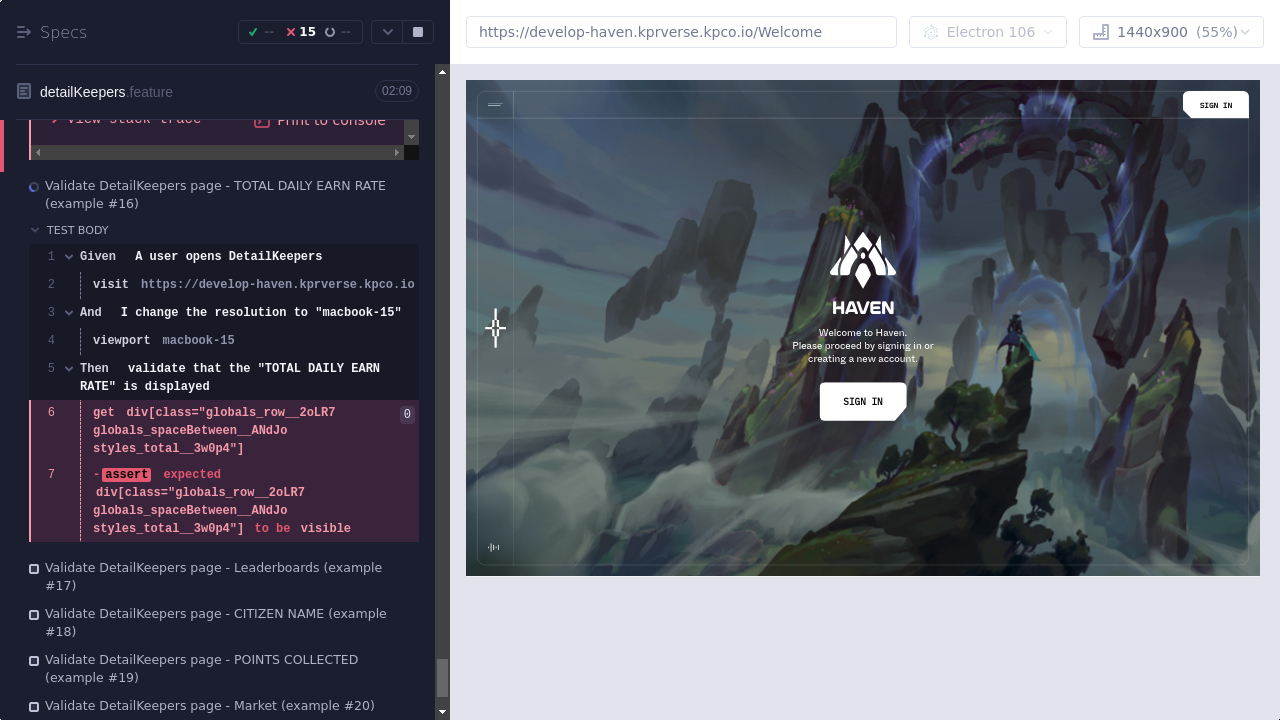 Specs
-- 15 --
https://develop-haven.kprverse.kpco.io/Welcome
Electron 106
1440x900 (55%)
detailKeepers.feature
02:09
View stack trace
Print to console
Validate DetailKeepers page - TOTAL DAILY EARN RATE
(example #16)
TEST BODY
1 Given A user opens DetailKeepers
2 visit https://develop-haven.kprverse.kpco.io
3 And I change the resolution to "macbook-15"
4 viewport macbook-15
5 Then validate that the "TOTAL DAILY EARN
RATE" is displayed
6 get div[class="globals_row__2oLR7 0
globals_spaceBetween__ANdJo
styles_total__3w0p4"]
7 -assert expected
div[class="globals_row__2oLR7
globals_spaceBetween__ANdJo
styles_total__3w0p4"] to be visible
Validate DetailKeepers page - Leaderboards (example
#17)
Validate DetailKeepers page - CITIZEN NAME (example
#18)
Validate DetailKeepers page - POINTS COLLECTED
(example #19)
Validate DetailKeepers page - Market (example #20)
SIGN IN
HAVEN
Welcome to Haven.
Please proceed by signing in or
creating a new account.
SIGN IN